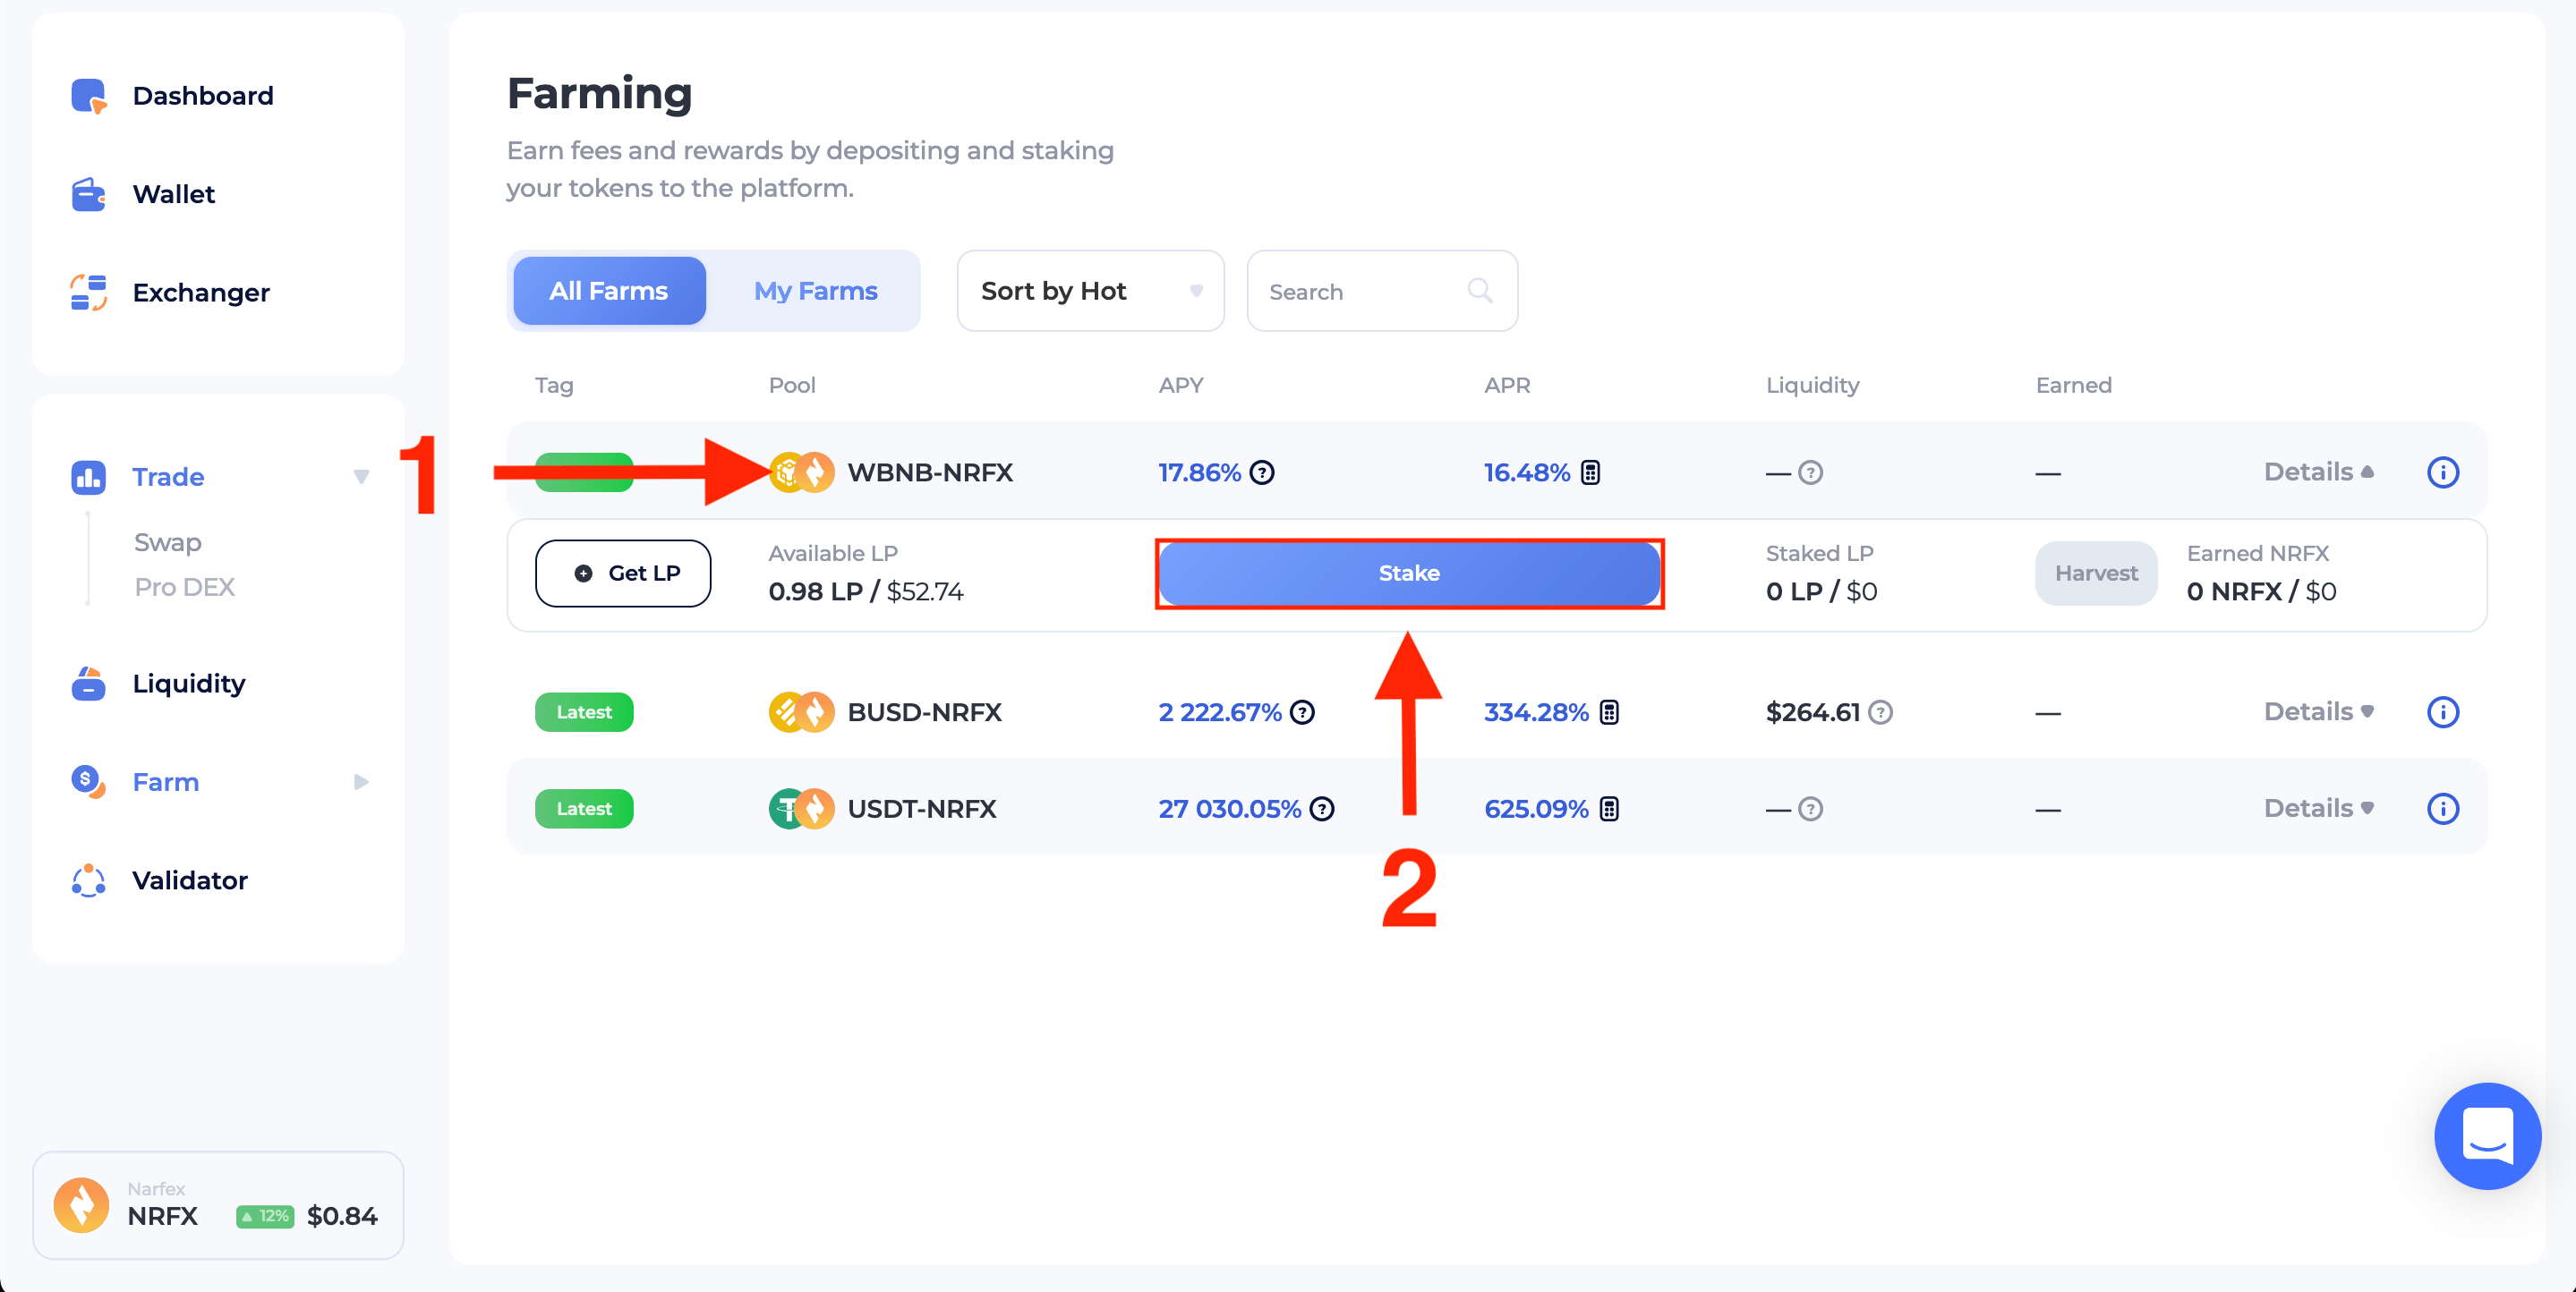 Dashboard
Wallet
Exchanger
Trade
Swap
Pro DEX
Liquidity
Farm
Validator
Narfex
NRFX 12% $0.84
Farming
Earn fees and rewards by depositing and staking
your tokens to the platform.
All Farms My Farms Sort by Hot Search
Tag Pool APY APR Liquidity Earned
1 WBNB-NRFX 17.86% ? 16.48% — ? — Details i
Get LP Available LP Stake Staked LP Harvest Earned NRFX
0.98 LP / $52.74 0 LP / $0 0 NRFX / $0
Latest BUSD-NRFX 2 222.67% ? 334.28% $264.61 ? — Details i
Latest USDT-NRFX 27 030.05% ? 625.09% — ? — Details i
2